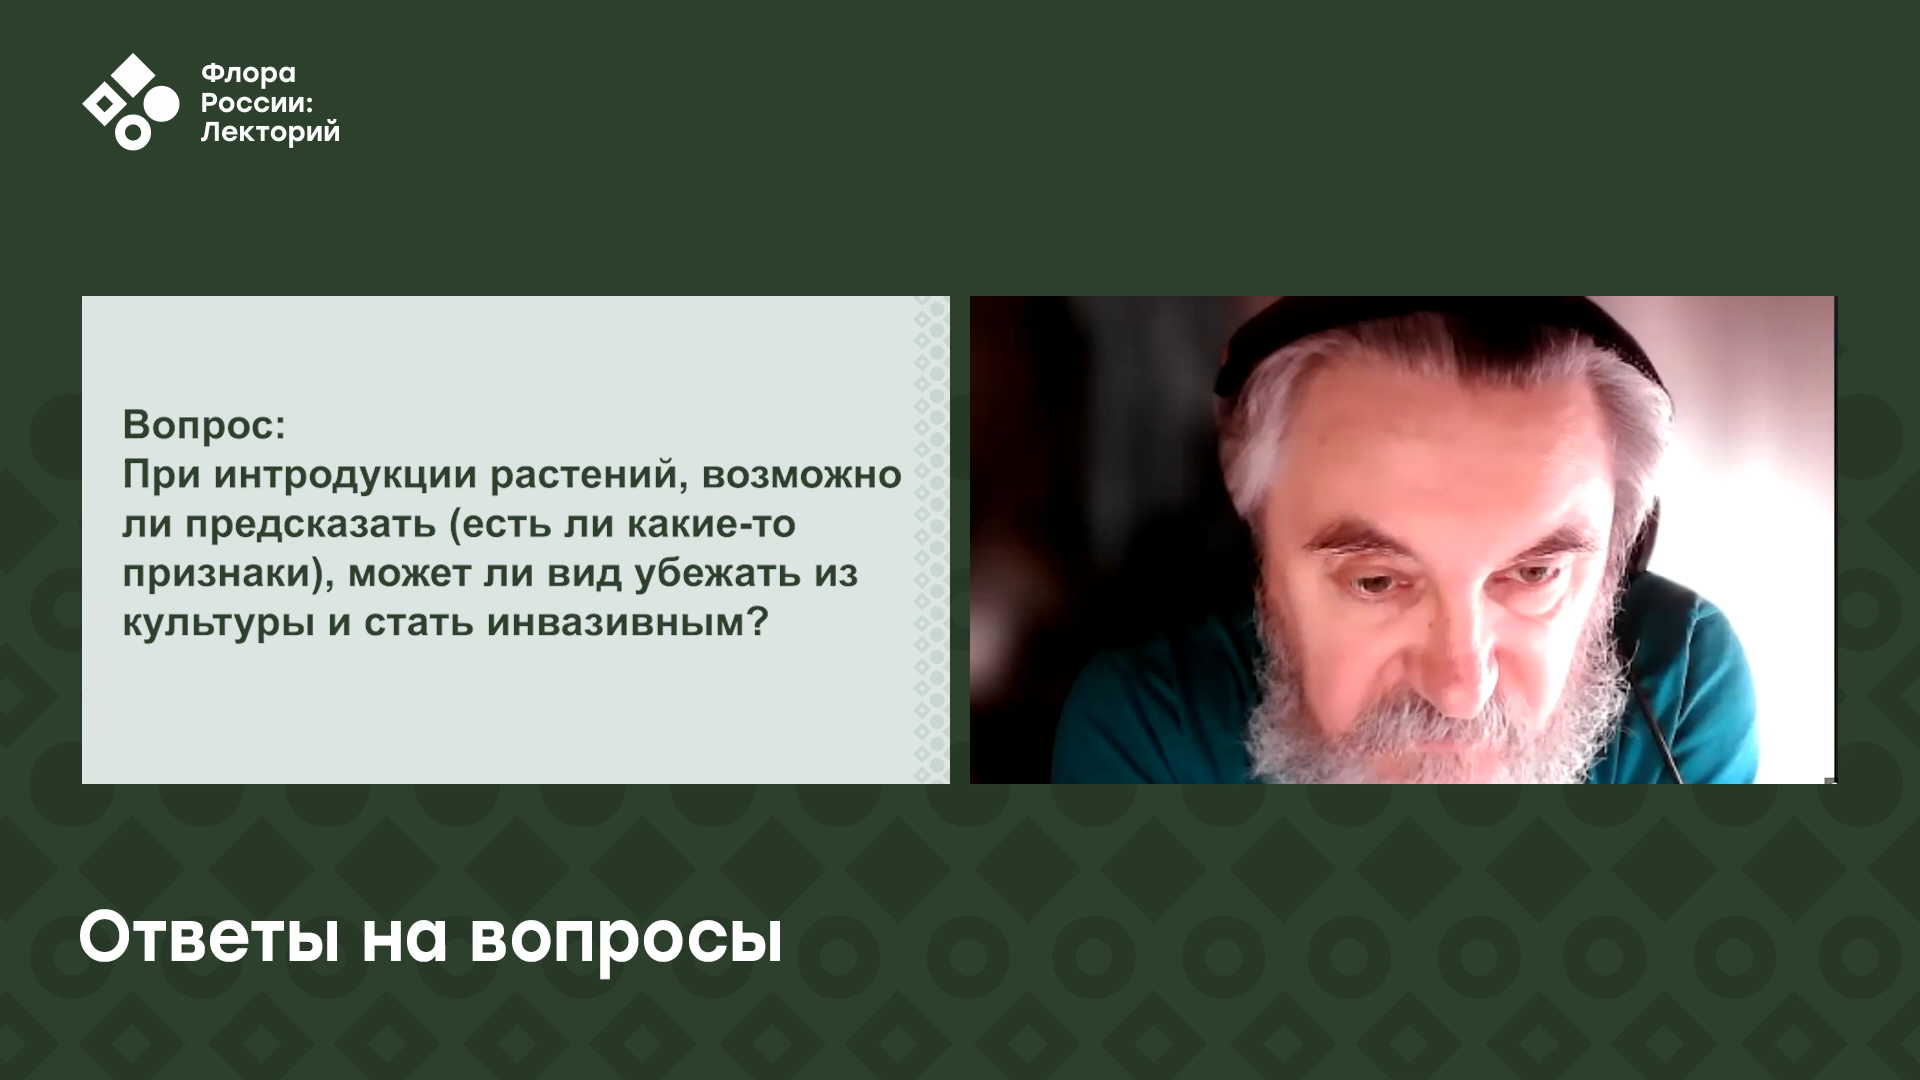 Флора
России:
Лекторий
Вопрос:
При интродукции растений, возможно
ли предсказать (есть ли какие-то
признаки), может ли вид убежать из
культуры и стать инвазивным?
Ответы на вопросы